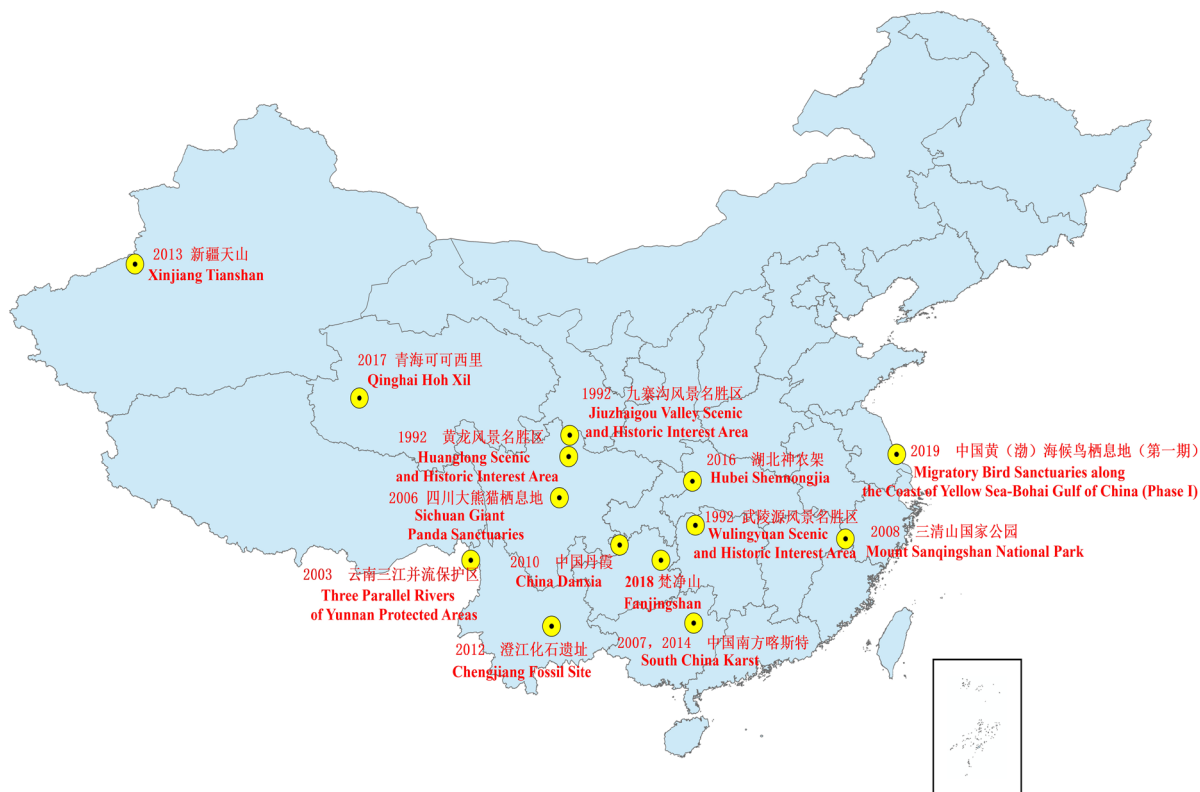 2013 新疆天山
Xinjiang Tianshan
2017 青海可可西里
Qinghai Hoh Xil
1992 九寨沟风景名胜区
Jiuzhaigou Valley Scenic
and Historic Interest Area
1992 黄龙风景名胜区
Huanglong Scenic
and Historic Interest Area
2006 四川大熊猫栖息地
Sichuan Giant
Panda Sanctuaries
2016 湖北神农架
Hubei Shennongjia
2019 中国黄（渤）海候鸟栖息地（第一期）
Migratory Bird Sanctuaries along
the Coast of Yellow Sea-Bohai Gulf of China (Phase I)
1992 武陵源风景名胜区
Wulingyuan Scenic
and Historic Interest Area
2008 三清山国家公园
Mount Sanqingshan National Park
2003 云南三江并流保护区
Three Parallel Rivers
of Yunnan Protected Areas
2010 中国丹霞
China Danxia
2018 梵净山
Fanjingshan
2012 澄江化石遗址
Chengjiang Fossil Site
2007，2014 中国南方喀斯特
South China Karst